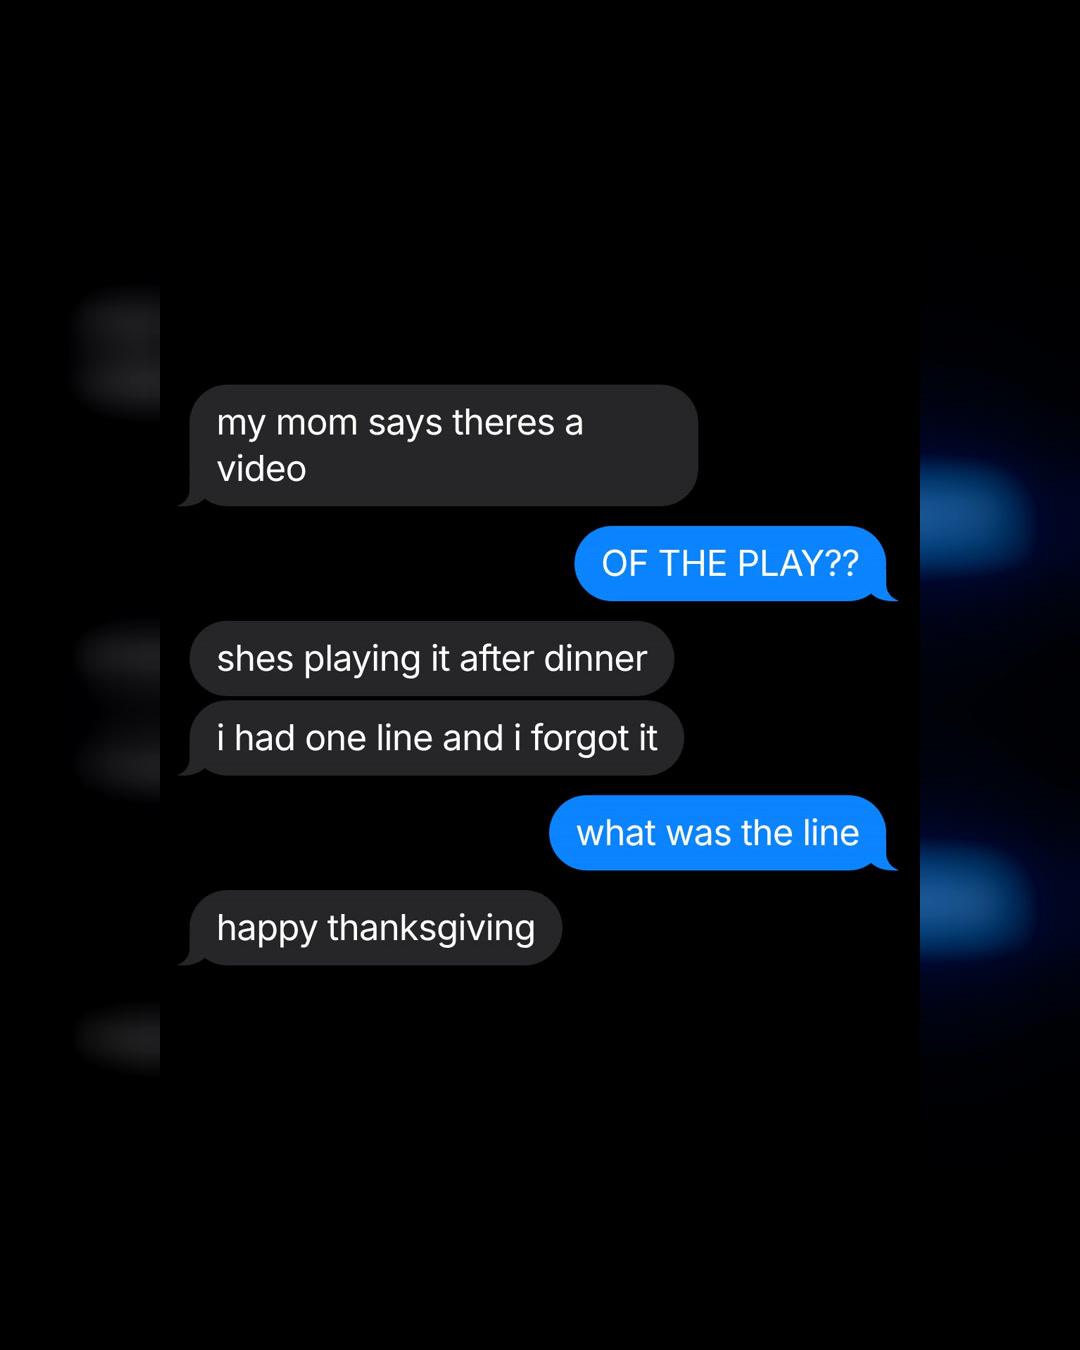 my mom says theres a
video
OF THE PLAY??
shes playing it after dinner
i had one line and i forgot it
what was the line
happy thanksgiving